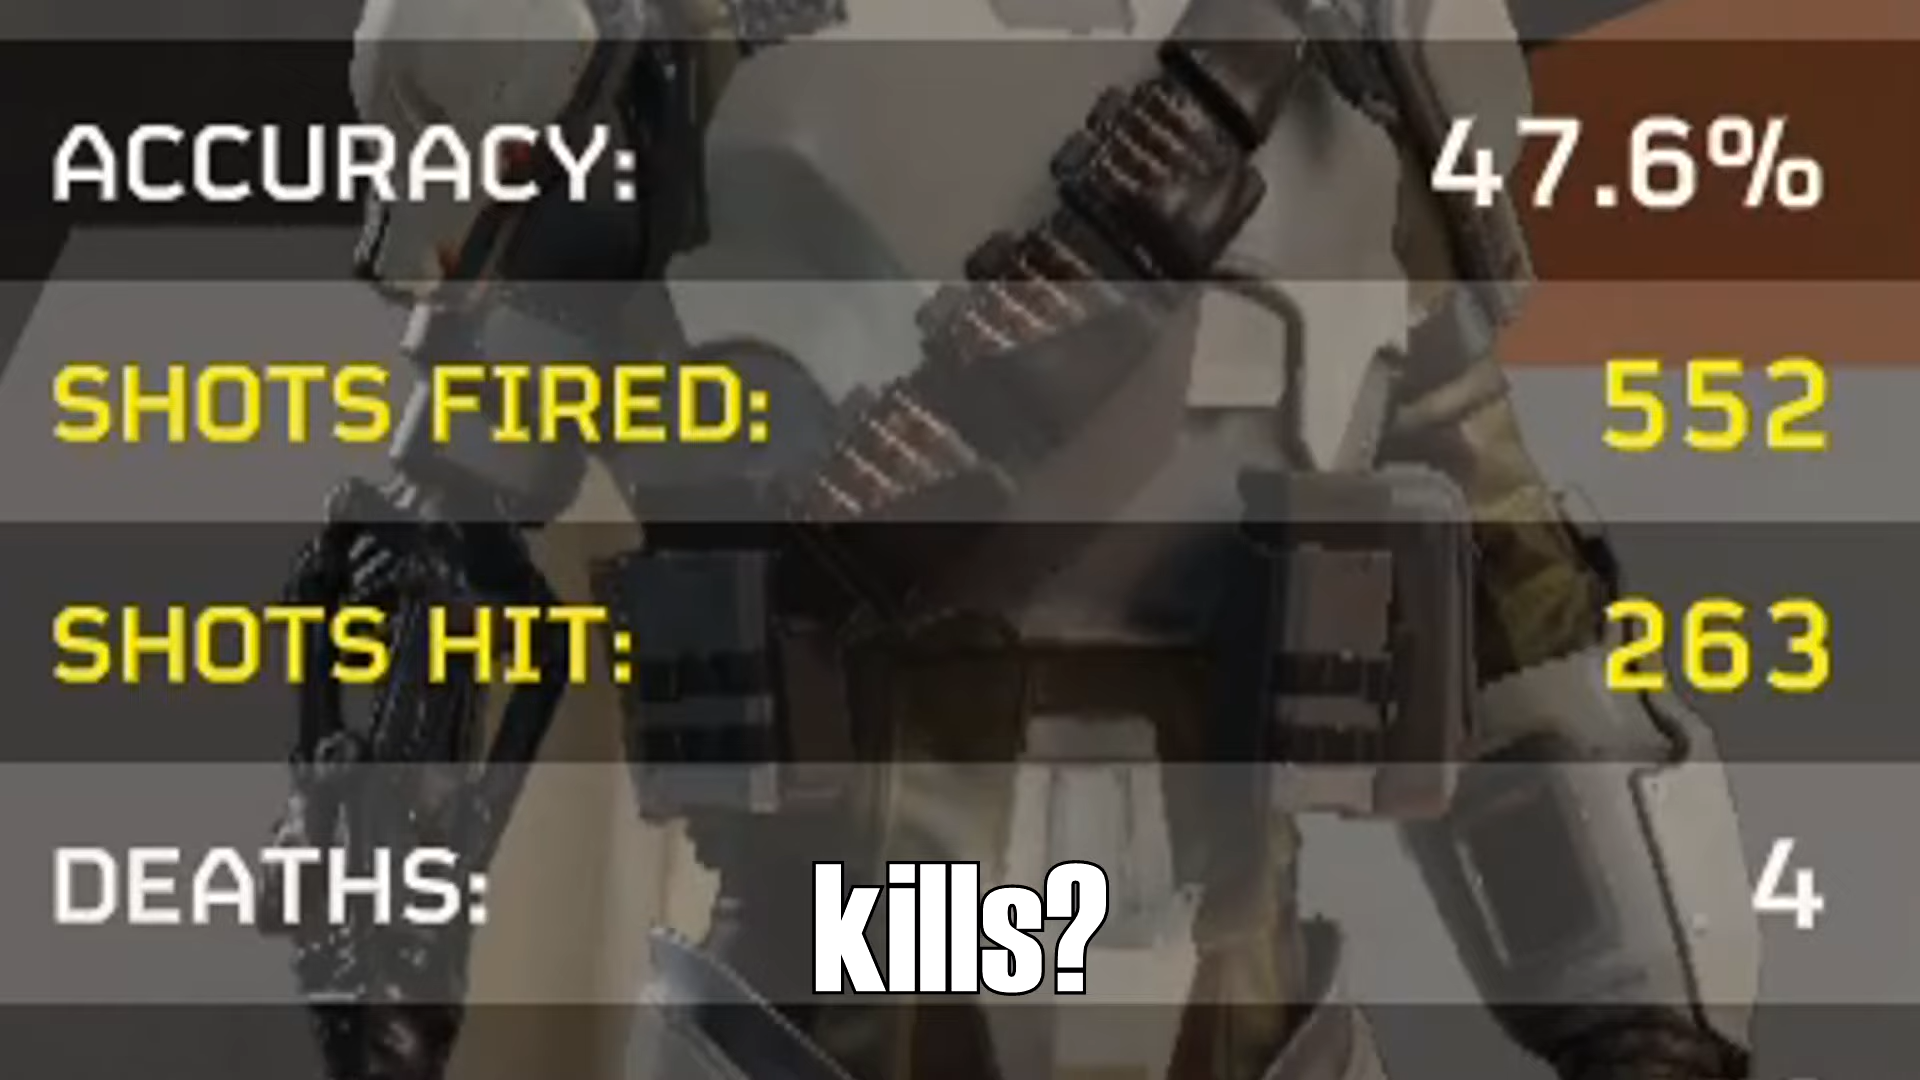 ACCURACY: 47.6%
SHOTS FIRED: 552
SHOTS HIT: 263
DEATHS: 4
kills?